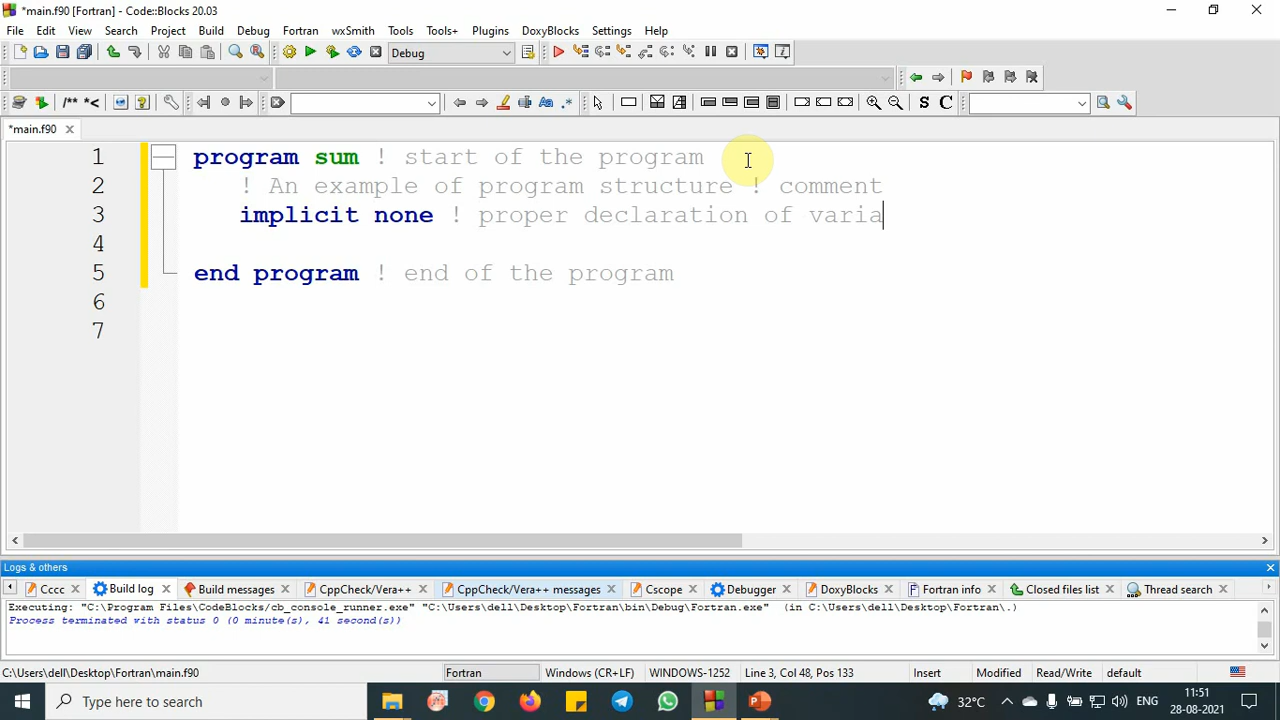 *main.f90 [Fortran] - Code::Blocks 20.03
File Edit View Search Project Build Debug Fortran wxSmith Tools Tools+ Plugins DoxyBlocks Settings Help
Debug
/** *<
S C
*main.f90
1 program sum ! start of the program
2 ! An example of program structure ! comment
3 implicit none ! proper declaration of varia
4
5 end program ! end of the program
6
7
Logs & others
Cccc Build log Build messages CppCheck/Vera++ CppCheck/Vera++ messages Cscope Debugger DoxyBlocks Fortran info Closed files list Thread search
Executing: "C:\Program Files\CodeBlocks/cb_console_runner.exe" "C:\Users\dell\Desktop\Fortran\bin\Debug\Fortran.exe" (in C:\Users\dell\Desktop\Fortran\.)
Process terminated with status 0 (0 minute(s), 41 second(s))
C:\Users\dell\Desktop\Fortran\main.f90 Fortran Windows (CR+LF) WINDOWS-1252 Line 3, Col 48, Pos 133 Insert Modified Read/Write default
Type here to search 32°C ENG 11:51
28-08-2021